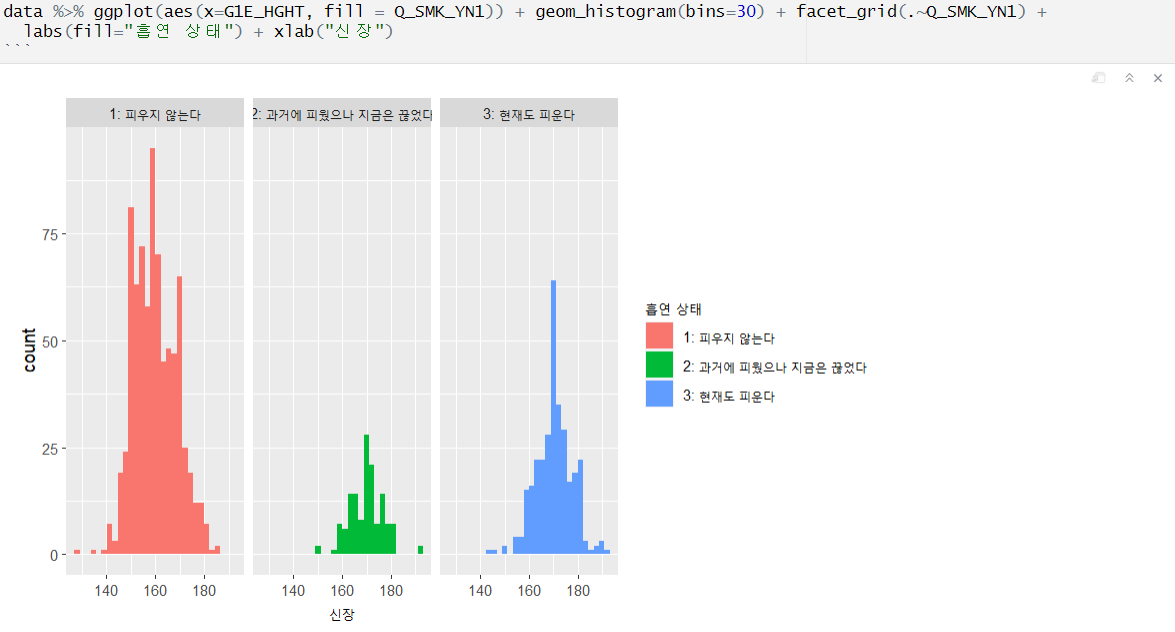 data %>% ggplot(aes(x=G1E_HGHT, fill = Q_SMK_YN1)) + geom_histogram(bins=30) + facet_grid(.~Q_SMK_YN1) +
labs(fill="흡연 상태") + xlab("신장")
```
1: 피우지 않는다
2: 과거에 피웠으나 지금은 끊었다
3: 현재도 피운다
75
50
25
0
count
140 160 180
140 160 180
140 160 180
신장
흡연 상태
1: 피우지 않는다
2: 과거에 피웠으나 지금은 끊었다
3: 현재도 피운다